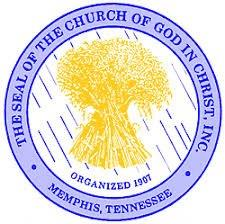 THE SEAL OF THE CHURCH OF GOD IN CHRIST, INC.
ORGANIZED 1907
MEMPHIS, TENNESSEE